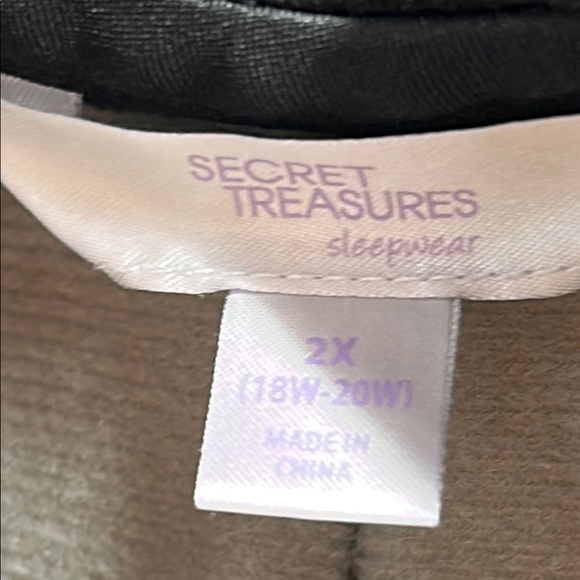 SECRET
TREASURES
sleepwear
2X
(18W-20W)
MADE IN
CHINA